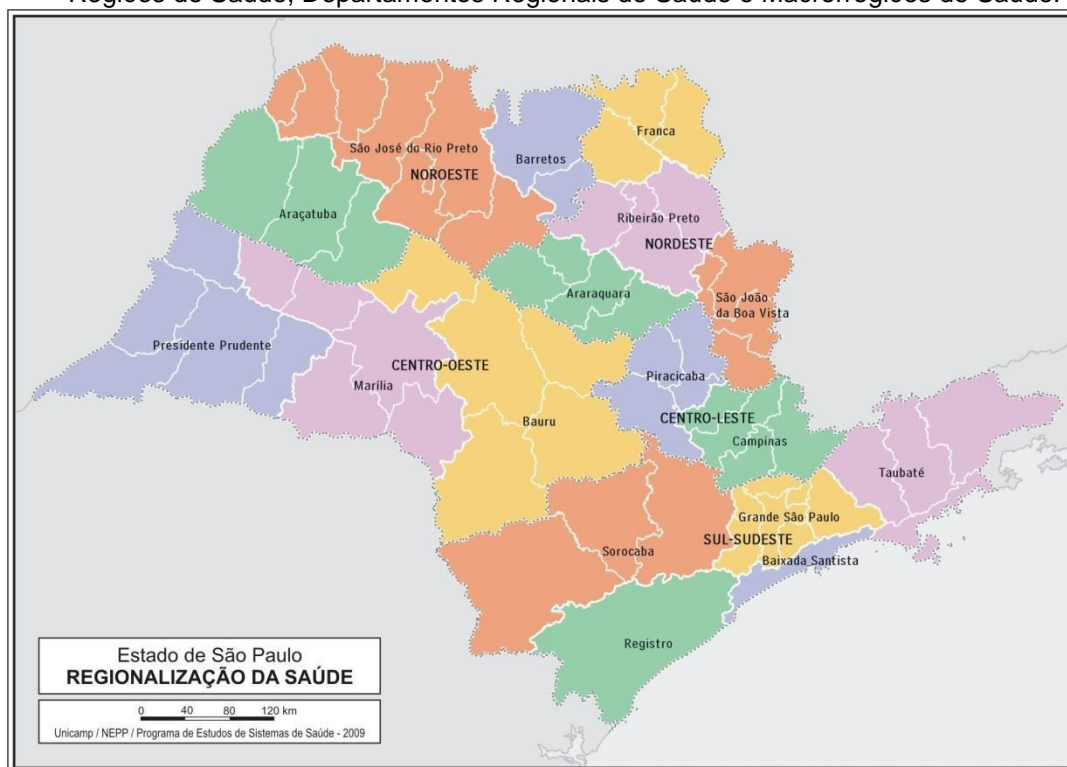 Regiões de Saúde, Departamentos Regionais de Saúde e Macrorregiões de Saúde.
Franca
São José do Rio Preto
Barretos
NOROESTE
Araçatuba
Ribeirão Preto
NORDESTE
Araraquara
São João
da Boa Vista
Presidente Prudente
CENTRO-OESTE
Marília
Piracicaba
CENTRO-LESTE
Bauru
Campinas
Taubaté
Grande São Paulo
SUL-SUDESTE
Sorocaba
Baixada Santista
Registro
Estado de São Paulo
REGIONALIZAÇÃO DA SAÚDE
0 40 80 120 km
Unicamp / NEPP / Programa de Estudos de Sistemas de Saúde - 2009